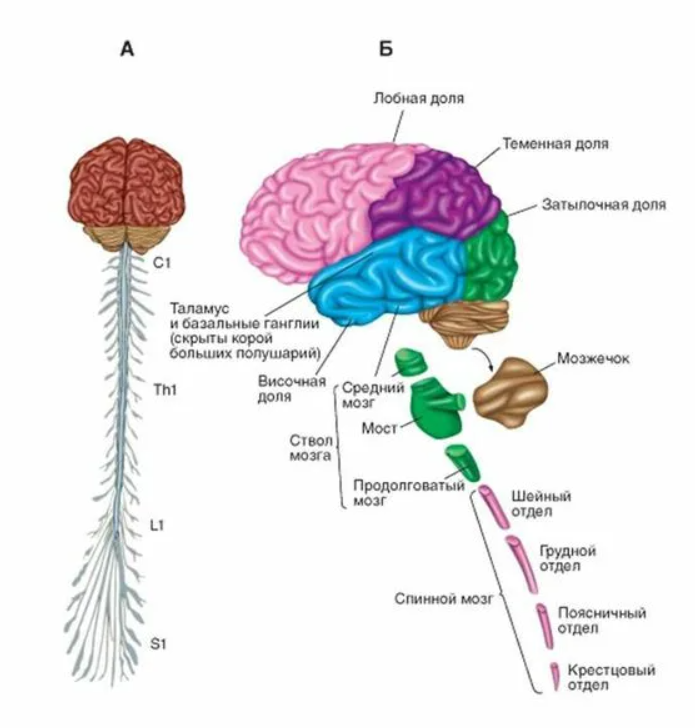 А
Б
Лобная доля
Теменная доля
Затылочная доля
С1
Таламус
и базальные ганглии
(скрыты корой
больших полушарий)
Мозжечок
Височная
доля
Средний
мозг
Th1
Мост
Ствол
мозга
Продолговатый
мозг
Шейный
отдел
L1
Грудной
отдел
Спинной мозг
Поясничный
отдел
S1
Крестцовый
отдел